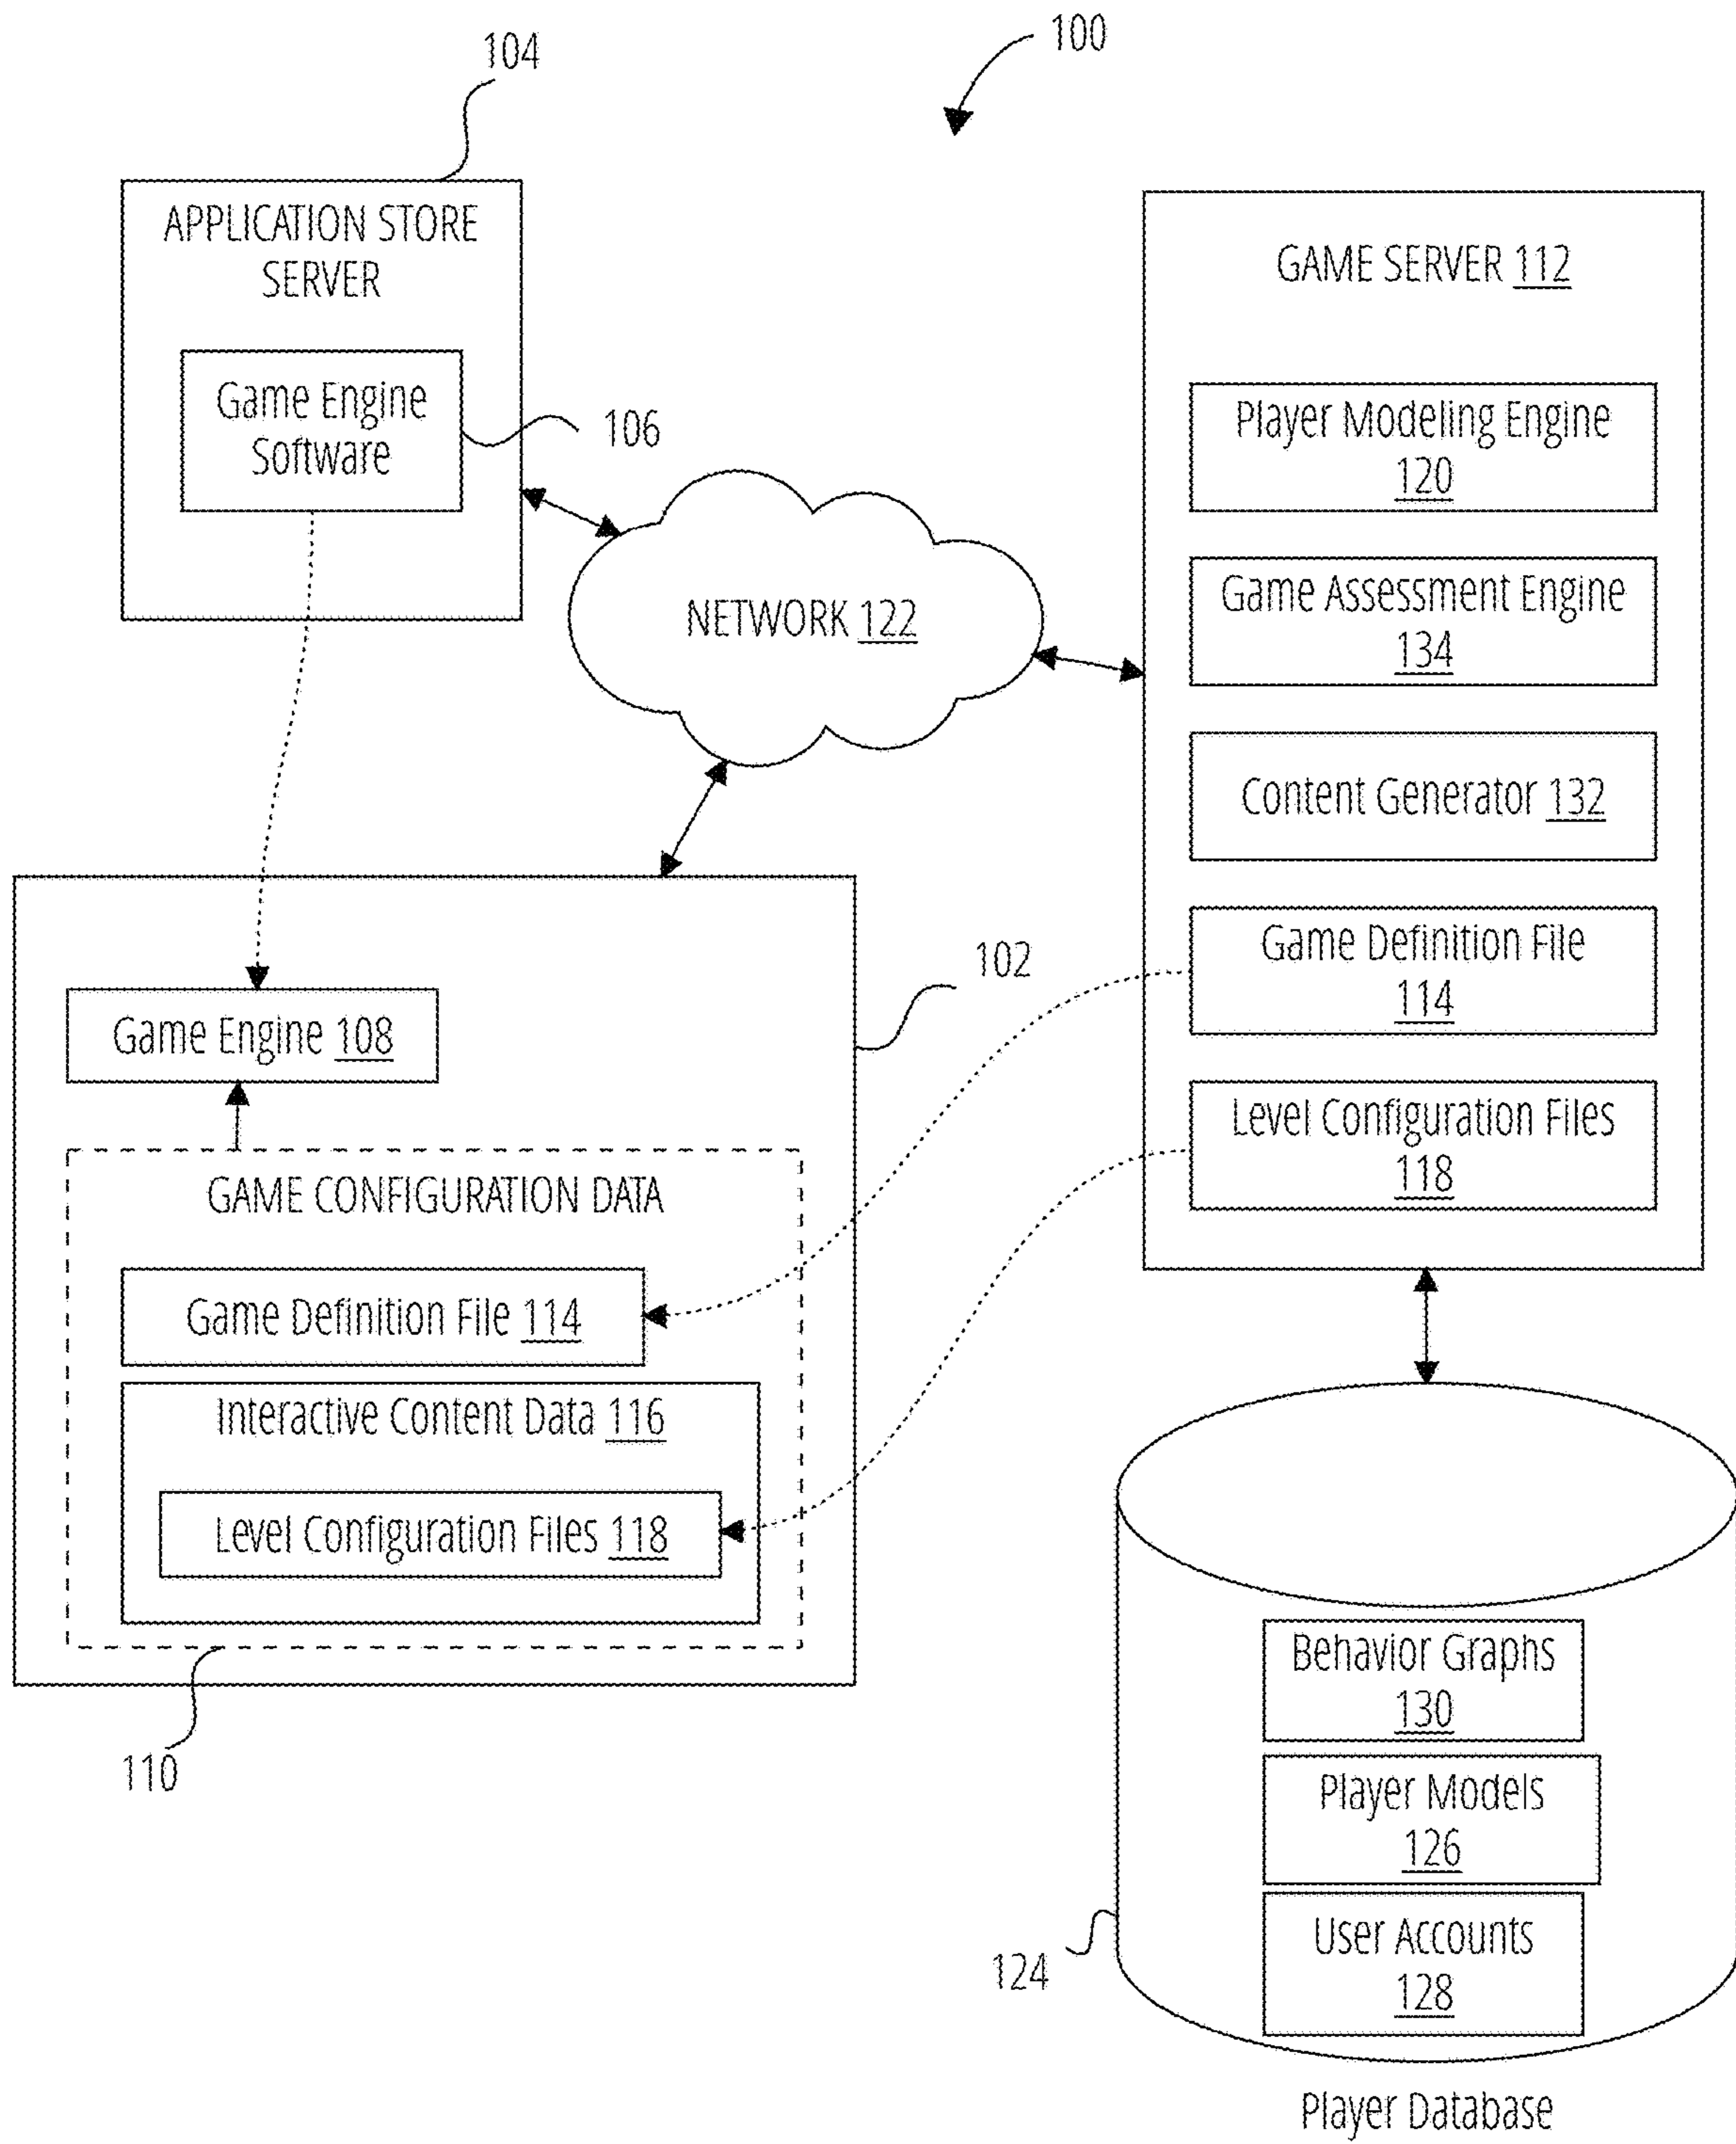 100
104
APPLICATION STORE
SERVER
Game Engine
Software
106
NETWORK 122
GAME SERVER 112
Player Modeling Engine
120
Game Assessment Engine
134
Content Generator 132
Game Definition File
114
Level Configuration Files
118
102
Game Engine 108
GAME CONFIGURATION DATA
Game Definition File 114
Interactive Content Data 116
Level Configuration Files 118
110
Behavior Graphs
130
Player Models
126
User Accounts
128
124
Player Database